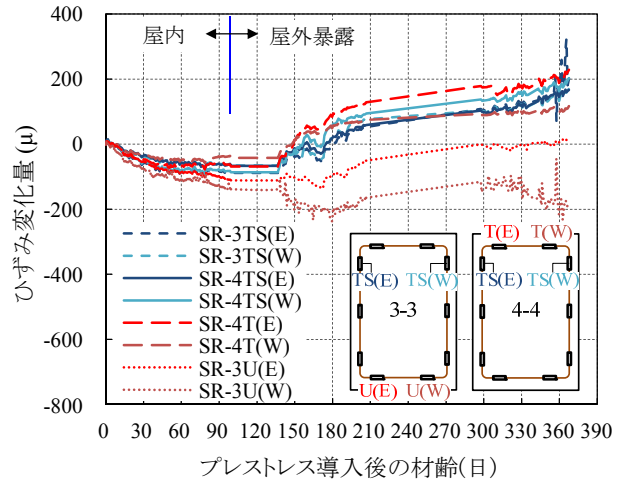 屋内
屋外暴露
400
200
0
-200
-400
-600
-800
ひずみ変化量 (μ)
SR-3TS(E)
SR-3TS(W)
SR-4TS(E)
SR-4TS(W)
SR-4T(E)
SR-4T(W)
SR-3U(E)
SR-3U(W)
TS(E) TS(W)
3-3
U(E) U(W)
T(E) T(W)
TS(E) TS(W)
4-4
0 30 60 90 120 150 180 210 240 270 300 330 360 390
プレストレス導入後の材齢(日)